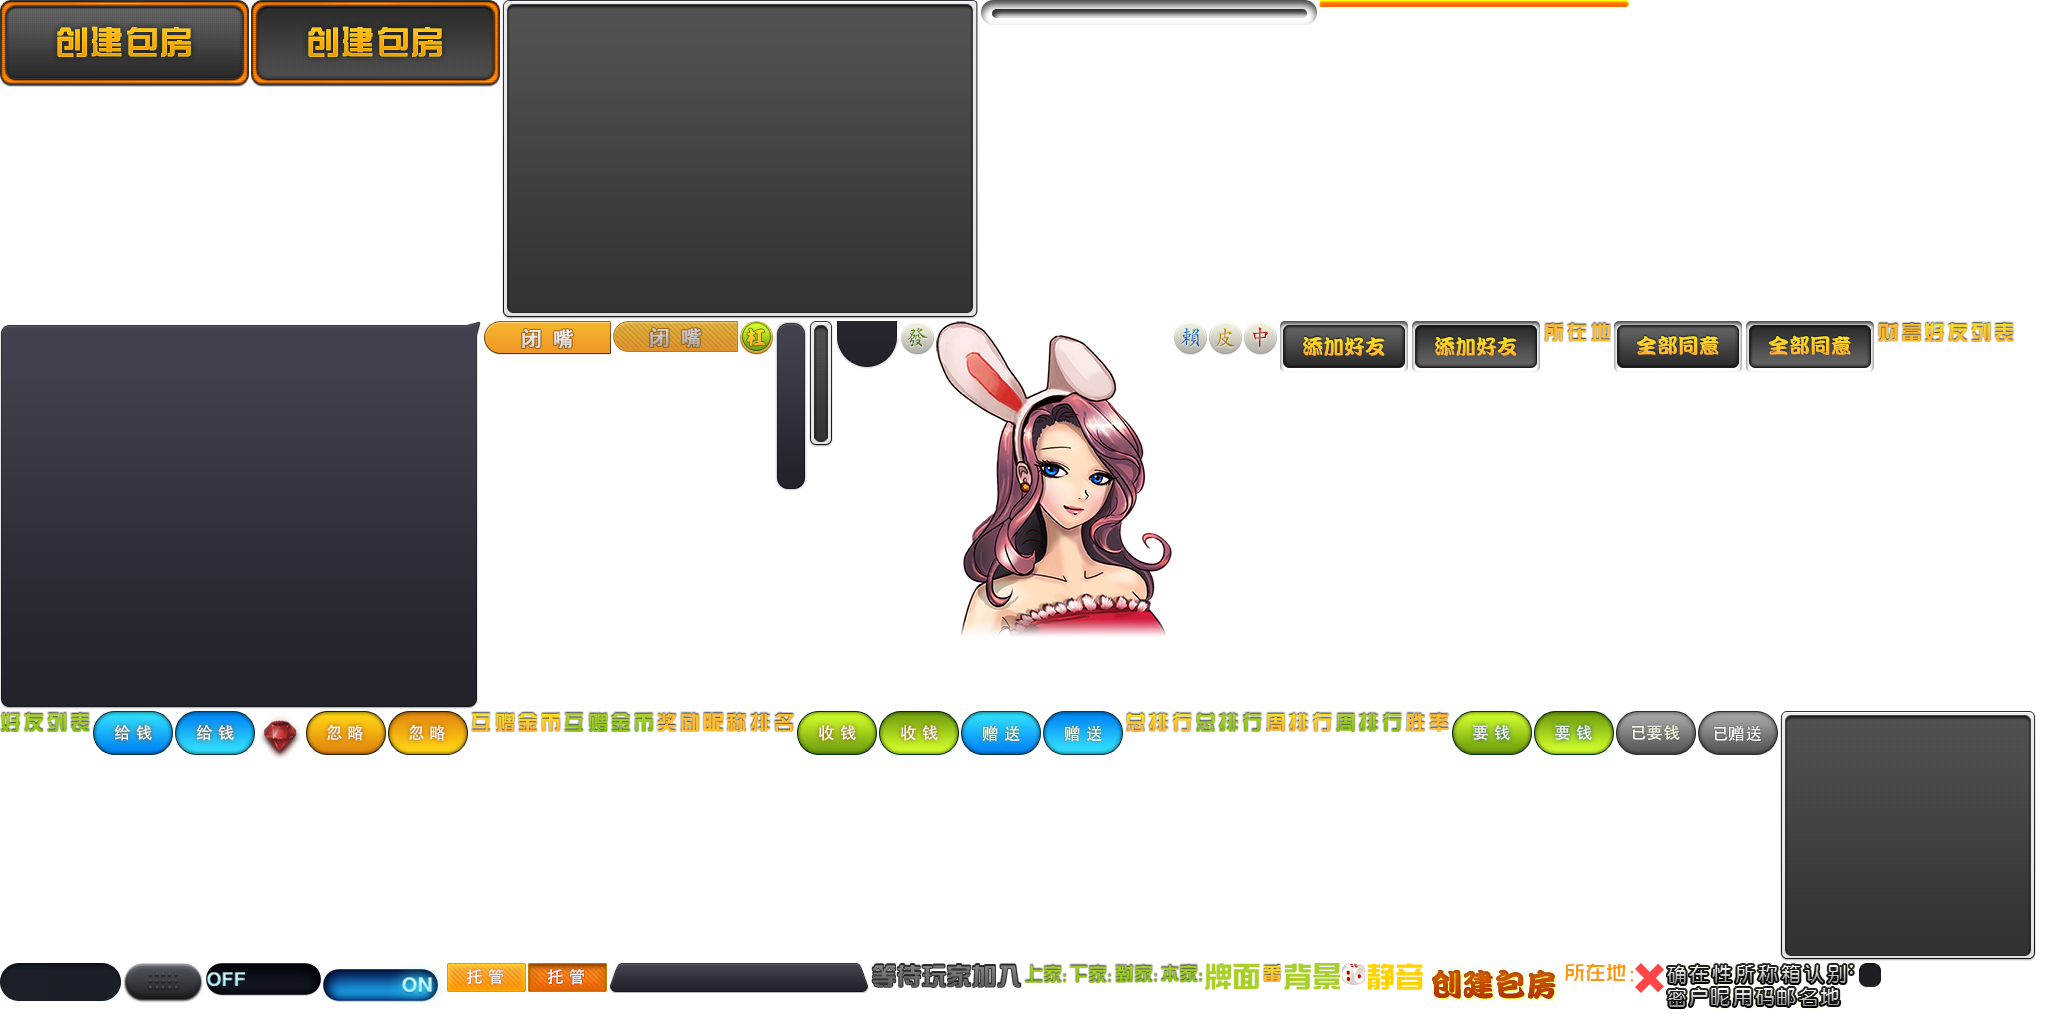 创建包房 创建包房
闭 嘴 闭 嘴 杠 發 賴 皮 中 添加好友 添加好友 所在地 全部同意 全部同意 财富好友列表
好友列表 给 钱 给 钱 忽 略 忽 略 互赠金币互赠金币奖励昵称排名 收 钱 收 钱 赠 送 赠 送 总排行总排行周排行周排行胜率 要 钱 要 钱 已要钱 已赠送
OFF ON 托 管 托 管 等待玩家加入 上家: 下家: 对家: 本家: 牌面 番 背景 静音 创建包房 所在地: 确在性所称箱认别:
密户昵用码邮名地